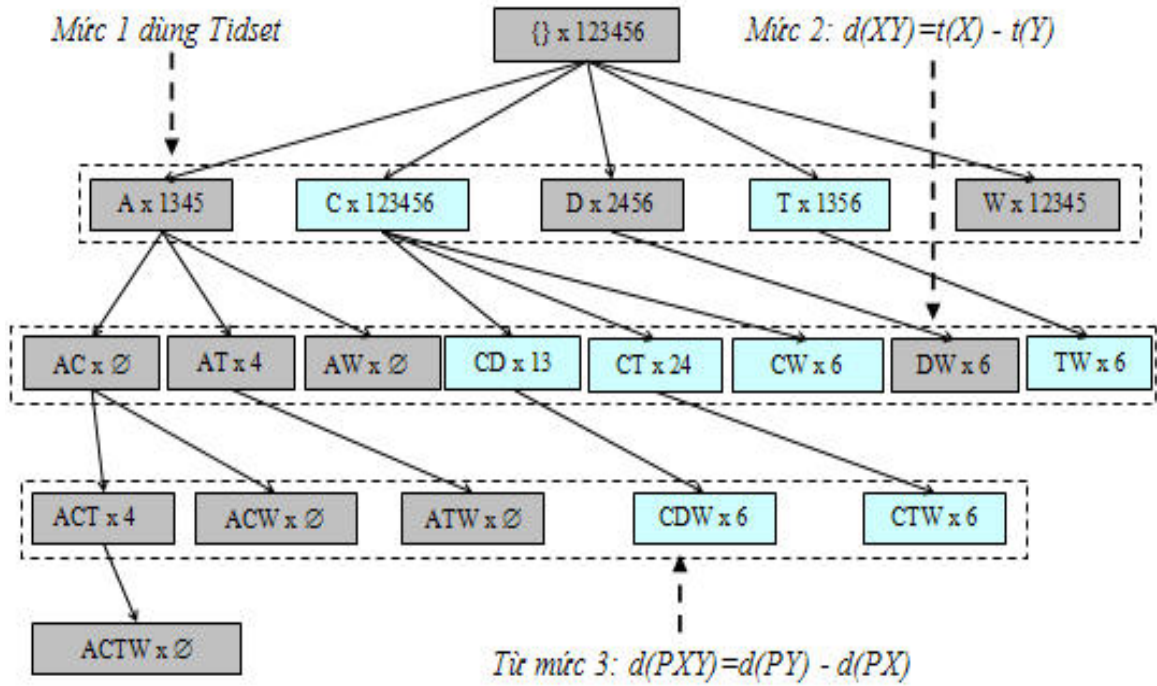 Mức 1 dùng Tidset
{} x 123456
Mức 2: d(XY)=t(X) - t(Y)
A x 1345
C x 123456
D x 2456
T x 1356
W x 12345
AC x ∅
AT x 4
AW x ∅
CD x 13
CT x 24
CW x 6
DW x 6
TW x 6
ACT x 4
ACW x ∅
ATW x ∅
CDW x 6
CTW x 6
ACTW x ∅
Từ mức 3: d(PXY)=d(PY) - d(PX)